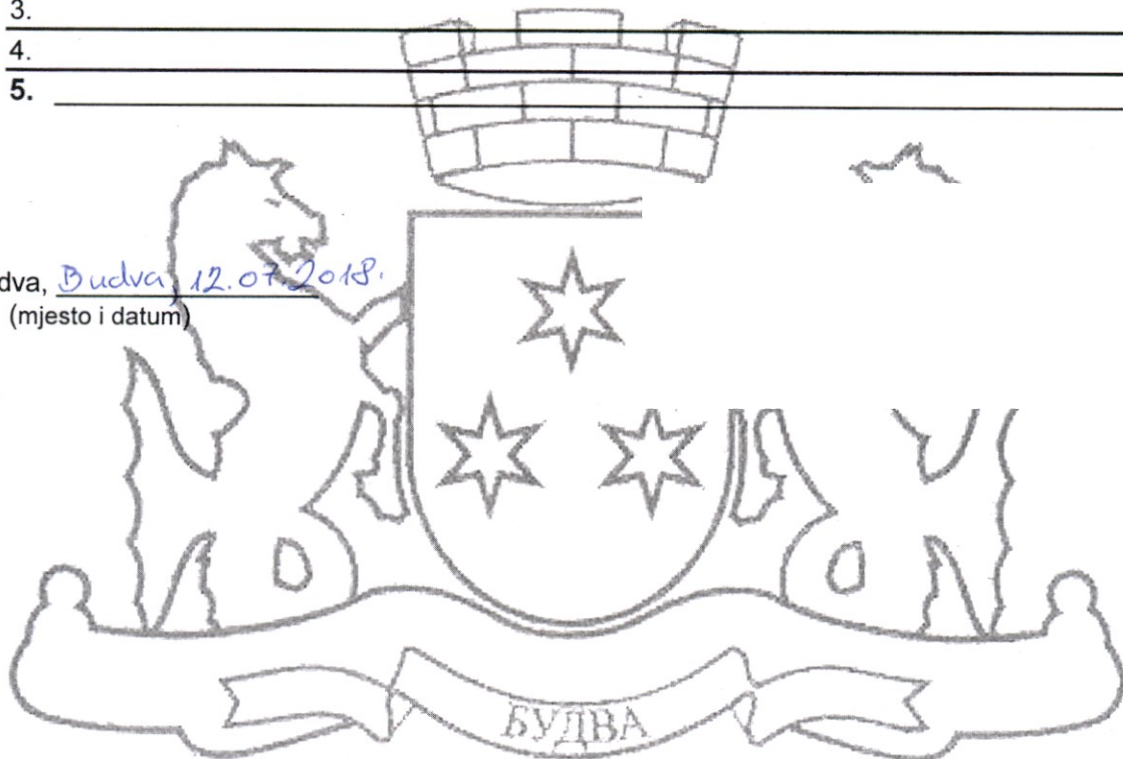 3.
4.
5.
dva, Budva, 12.07.2018.
(mjesto i datum)
БУДВА